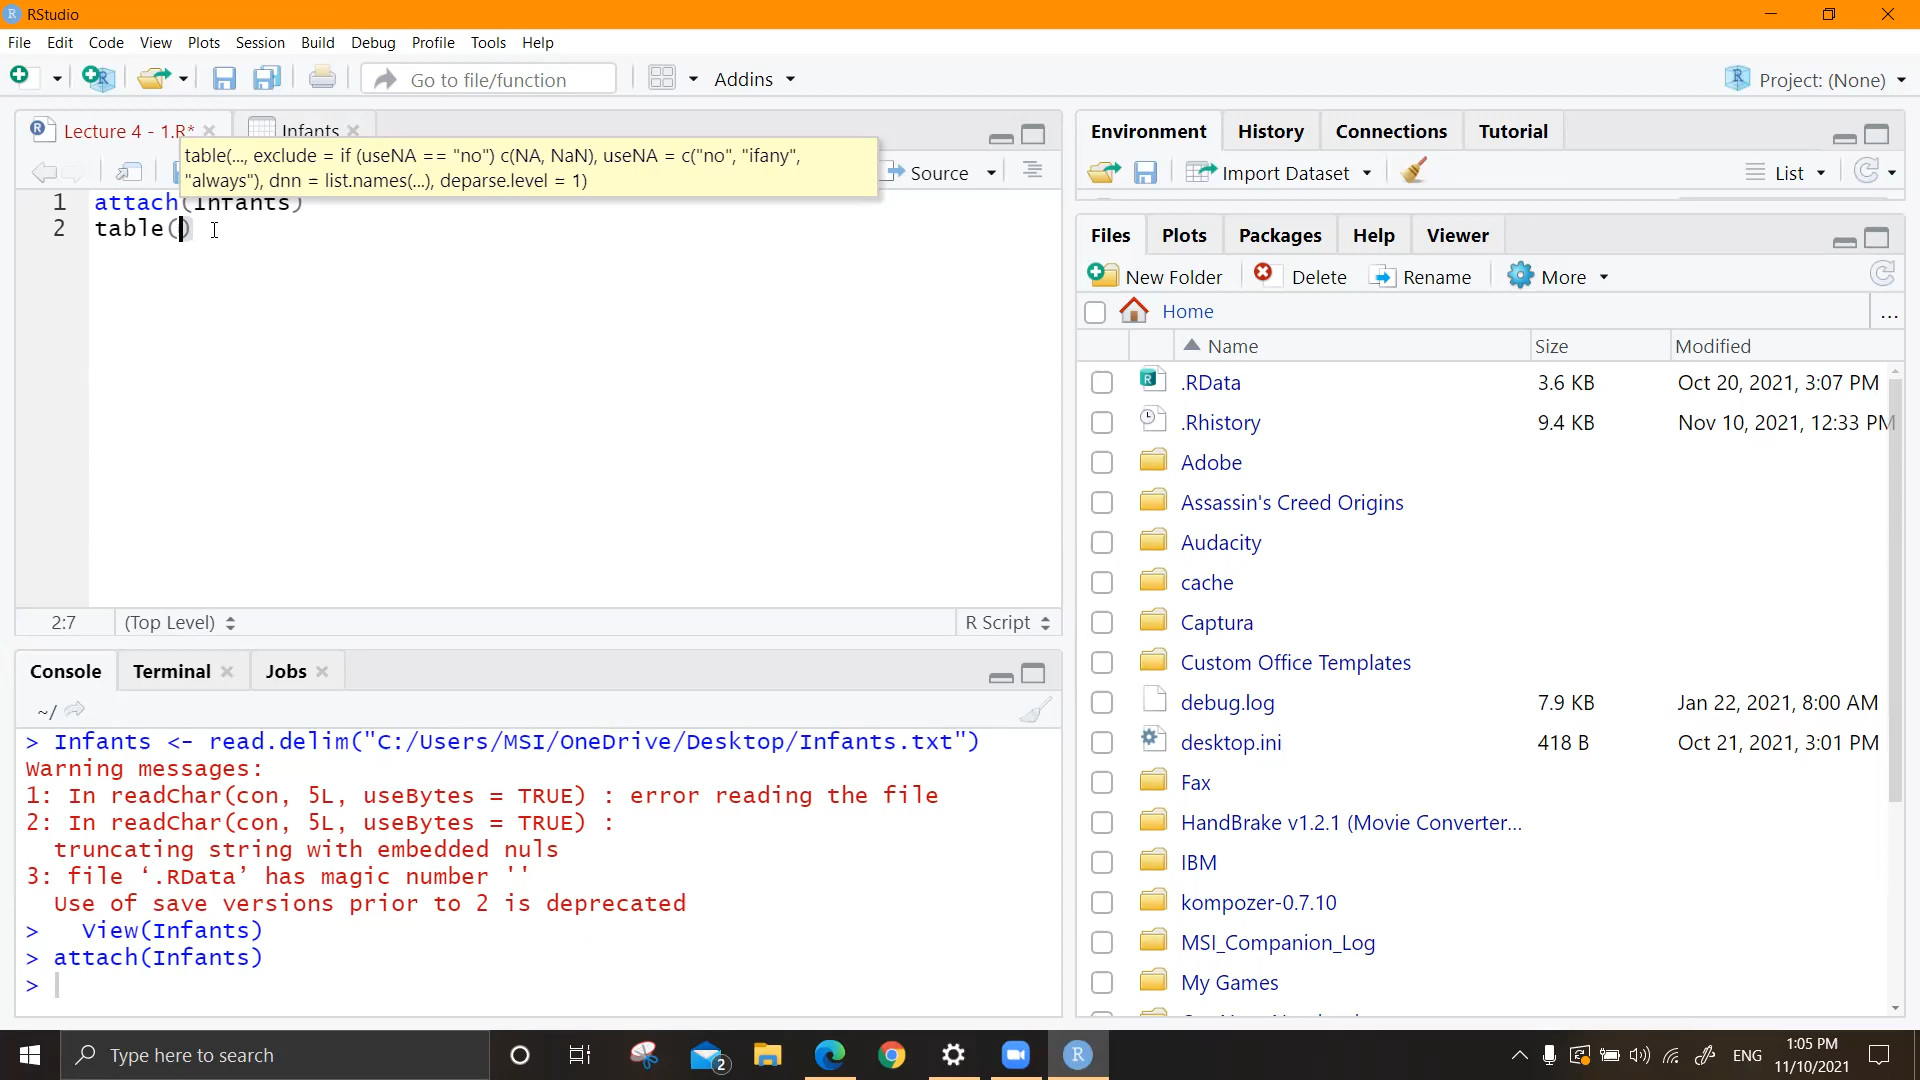 RStudio
File Edit Code View Plots Session Build Debug Profile Tools Help
Go to file/function Addins Project: (None)
Lecture 4 - 1.R* Infants
table(..., exclude = if (useNA == "no") c(NA, NaN), useNA = c("no", "ifany",
"always"), dnn = list.names(...), deparse.level = 1)
Source
1 attach(Infants)
2 table()
2:7 (Top Level) R Script
Console Terminal Jobs
~/
> Infants <- read.delim("C:/Users/MSI/OneDrive/Desktop/Infants.txt")
Warning messages:
1: In readChar(con, 5L, useBytes = TRUE) : error reading the file
2: In readChar(con, 5L, useBytes = TRUE) :
truncating string with embedded nuls
3: file ‘.RData’ has magic number ''
Use of save versions prior to 2 is deprecated
> View(Infants)
> attach(Infants)
>
Environment History Connections Tutorial
Import Dataset List
Files Plots Packages Help Viewer
New Folder Delete Rename More
Home ...
Name Size Modified
.RData 3.6 KB Oct 20, 2021, 3:07 PM
.Rhistory 9.4 KB Nov 10, 2021, 12:33 PM
Adobe
Assassin's Creed Origins
Audacity
cache
Captura
Custom Office Templates
debug.log 7.9 KB Jan 22, 2021, 8:00 AM
desktop.ini 418 B Oct 21, 2021, 3:01 PM
Fax
HandBrake v1.2.1 (Movie Converter...
IBM
kompozer-0.7.10
MSI_Companion_Log
My Games
Type here to search 2 ENG 1:05 PM
11/10/2021